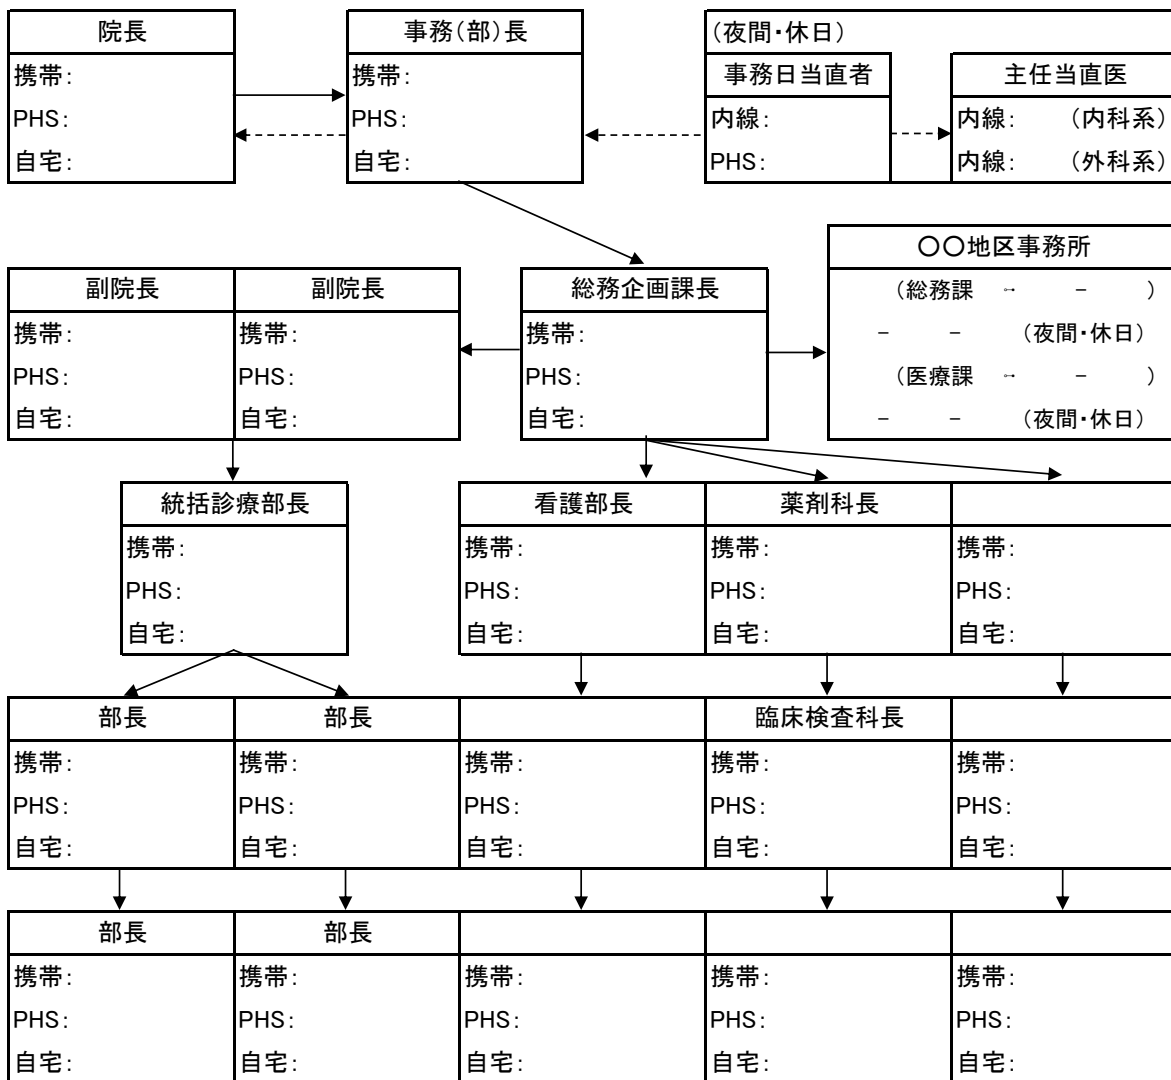 院長
携帯：
PHS：
自宅：
事務（部）長
携帯：
PHS：
自宅：
（夜間・休日）
事務日当直者
内線：
PHS：
主任当直医
内線：　　（内科系）
内線：　　（外科系）
副院長
携帯：
PHS：
自宅：
副院長
携帯：
PHS：
自宅：
総務企画課長
携帯：
PHS：
自宅：
〇〇地区事務所
（総務課　-　　-　　）
-　　-　　（夜間・休日）
（医療課　-　　-　　）
-　　-　　（夜間・休日）
統括診療部長
携帯：
PHS：
自宅：
看護部長
携帯：
PHS：
自宅：
薬剤科長
携帯：
PHS：
自宅：
携帯：
PHS：
自宅：
部長
携帯：
PHS：
自宅：
部長
携帯：
PHS：
自宅：
携帯：
PHS：
自宅：
臨床検査科長
携帯：
PHS：
自宅：
携帯：
PHS：
自宅：
部長
携帯：
PHS：
自宅：
部長
携帯：
PHS：
自宅：
携帯：
PHS：
自宅：
携帯：
PHS：
自宅：
携帯：
PHS：
自宅：